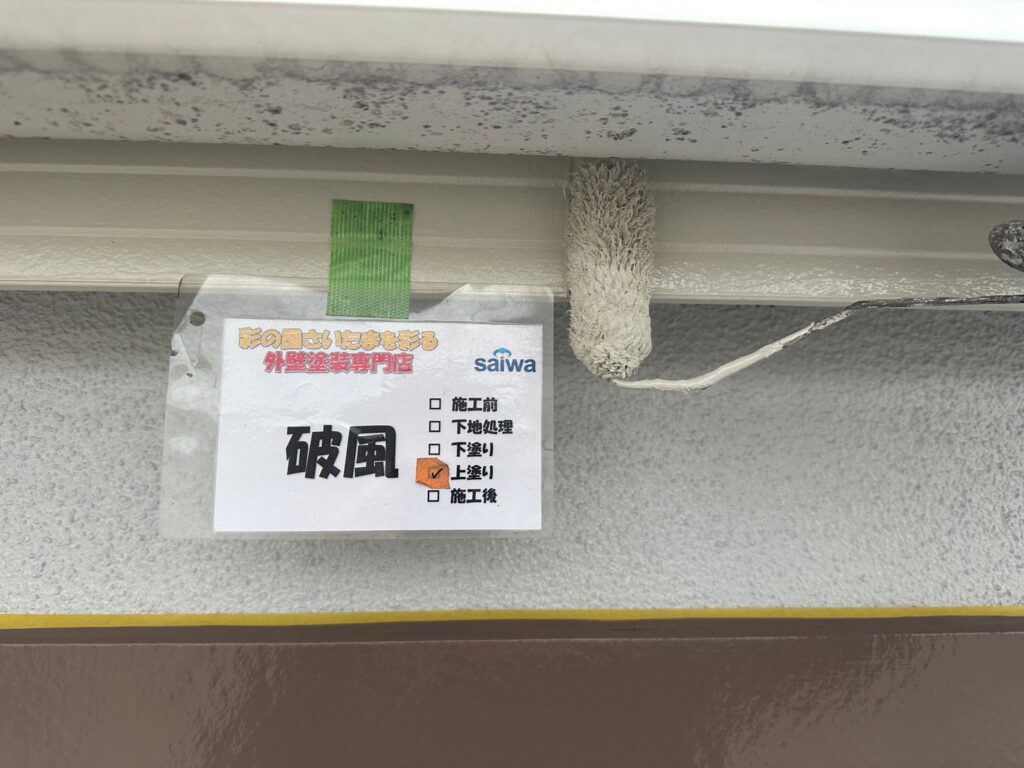 彩の国さいたまを彩る
外壁塗装専門店
saiwa
破風
□ 施工前
□ 下地処理
□ 下塗り
☑ 上塗り
□ 施工後